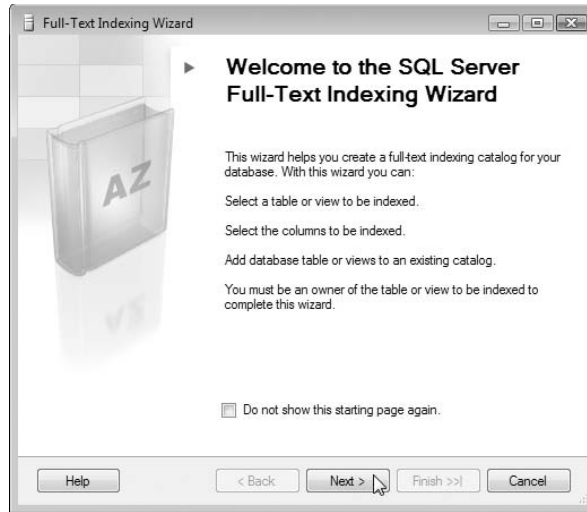 Full-Text Indexing Wizard
Welcome to the SQL Server
Full-Text Indexing Wizard
This wizard helps you create a full-text indexing catalog for your
database. With this wizard you can:
Select a table or view to be indexed.
Select the columns to be indexed.
Add database table or views to an existing catalog.
You must be an owner of the table or view to be indexed to
complete this wizard.
AZ
Do not show this starting page again.
Help
< Back
Next >
Finish >>|
Cancel